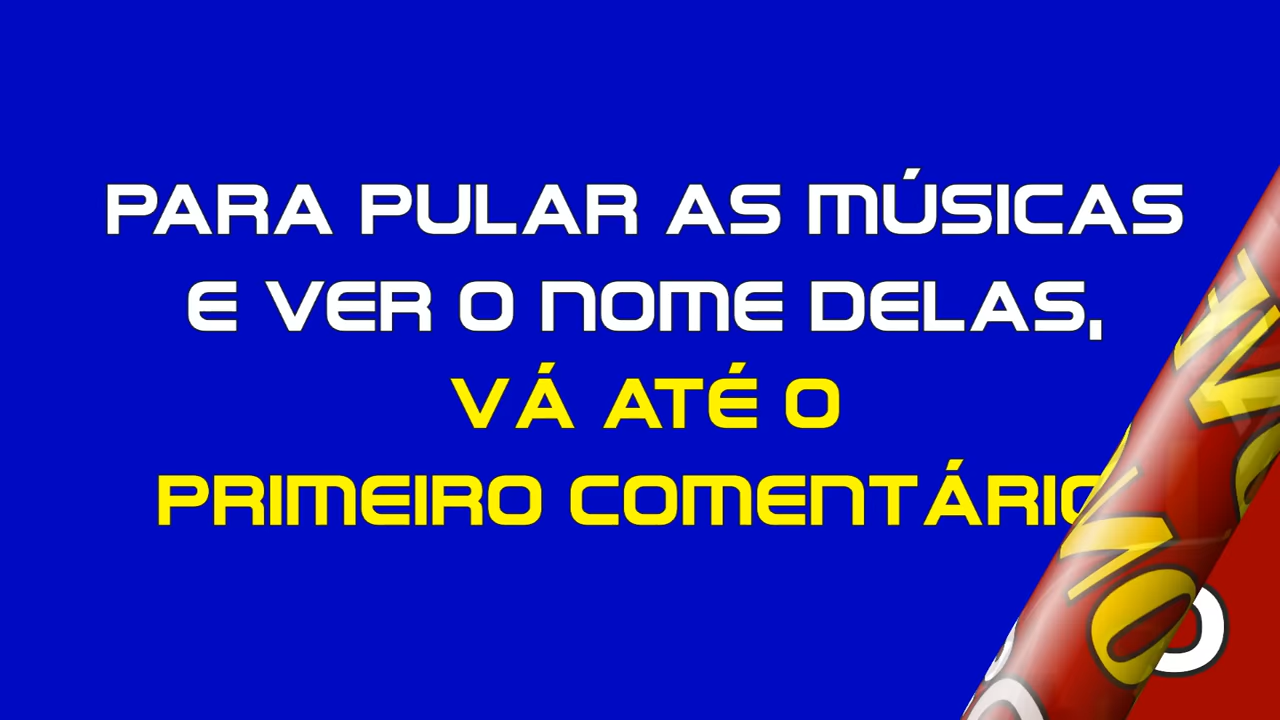 PARA PULAR AS MÚSICAS
E VER O NOME DELAS,
VÁ ATÉ O
PRIMEIRO COMENTÁRIO